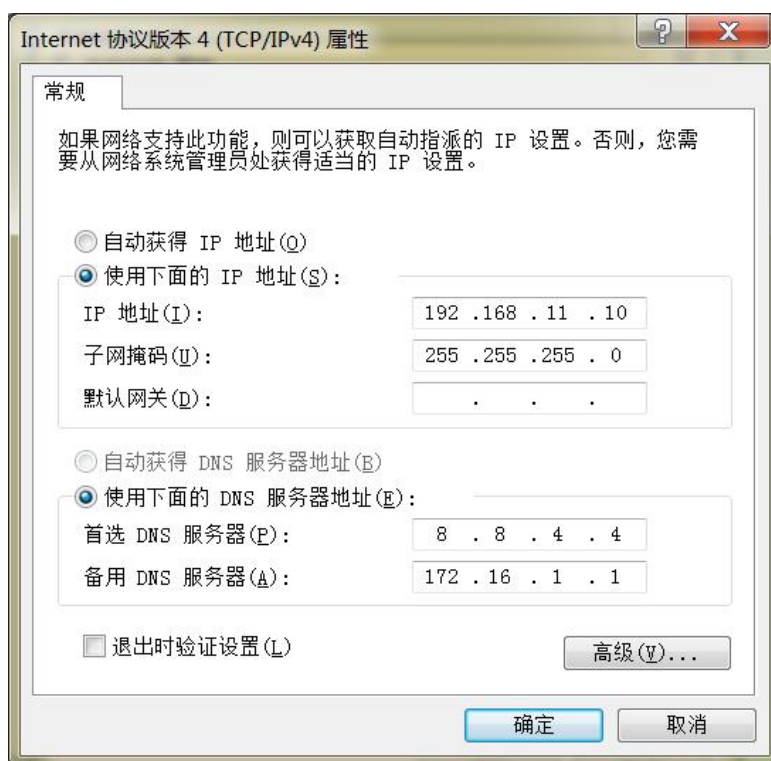 Internet 协议版本 4 (TCP/IPv4) 属性
常规
如果网络支持此功能，则可以获取自动指派的 IP 设置。否则，您需
要从网络系统管理员处获得适当的 IP 设置。
自动获得 IP 地址(O)
使用下面的 IP 地址(S):
IP 地址(I): 192 .168 . 11 . 10
子网掩码(U): 255 .255 .255 . 0
默认网关(D): . . .
自动获得 DNS 服务器地址(B)
使用下面的 DNS 服务器地址(E):
首选 DNS 服务器(P): 8 . 8 . 4 . 4
备用 DNS 服务器(A): 172 . 16 . 1 . 1
退出时验证设置(L)
高级(V)...
确定 取消